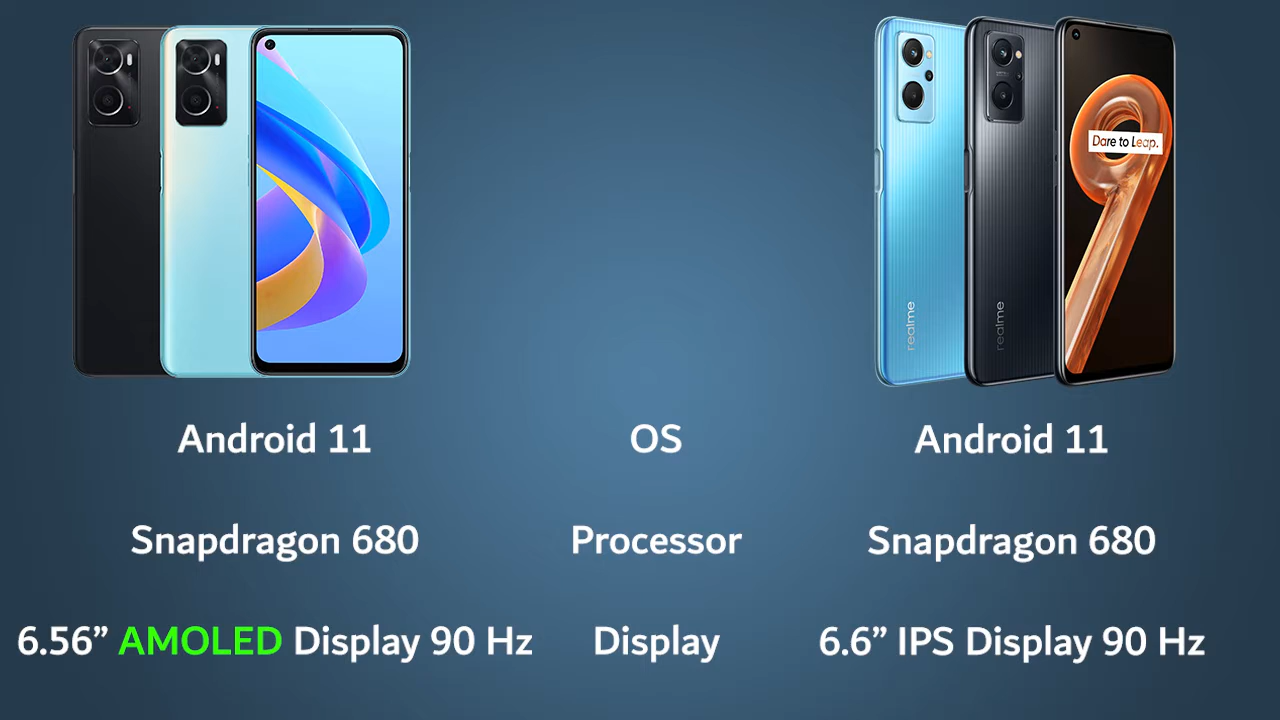 Dare to Leap.
realme
realme
Android 11 OS Android 11
Snapdragon 680 Processor Snapdragon 680
6.56” AMOLED Display 90 Hz Display 6.6” IPS Display 90 Hz